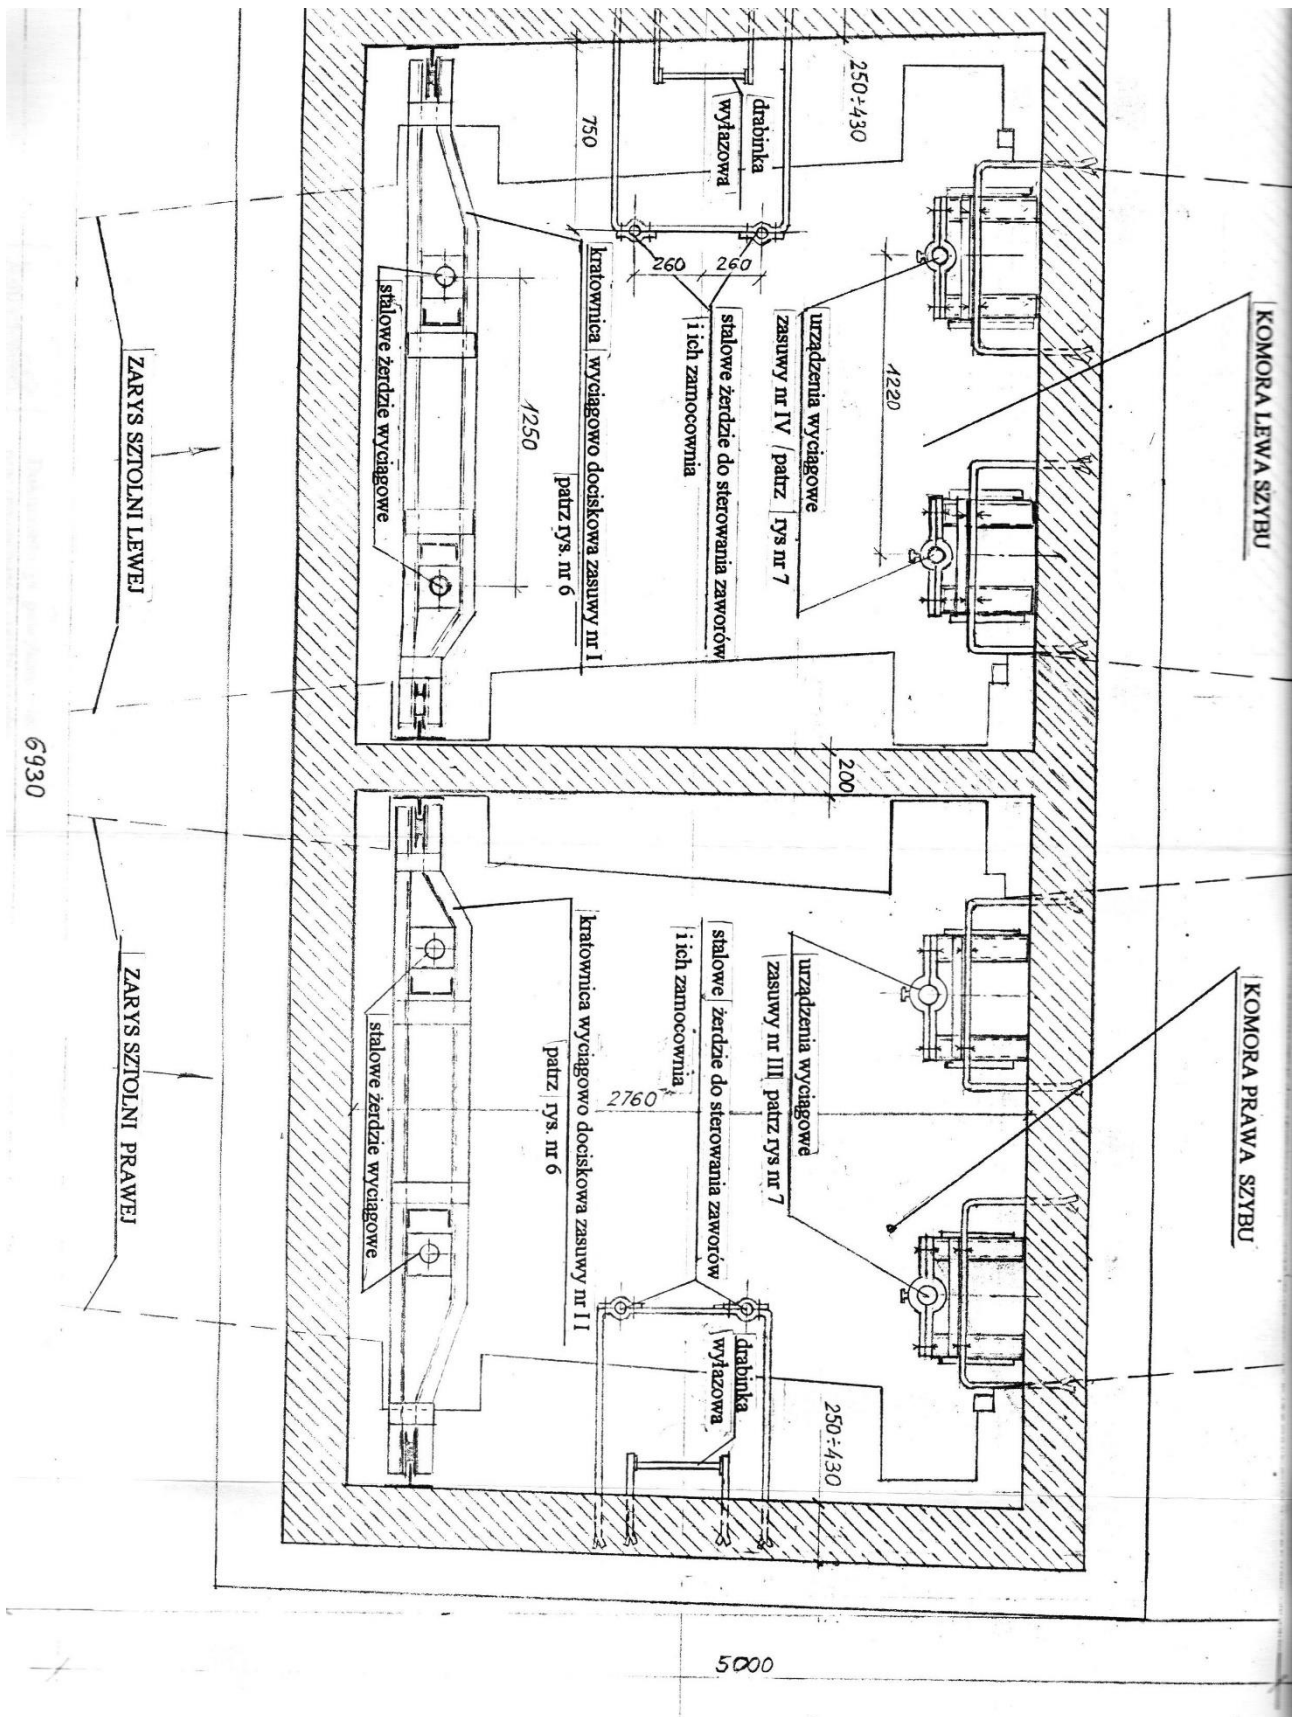 KOMORA LEWA SZYBU
KOMORA PRAWA SZYBU
250÷430
drabinka
wyłazowa
750
260
260
1220
urządzenia wyciągowe
zasuwy nr IV patrz rys nr 7
stalowe żerdzie do sterowania zaworów
i ich zamocownia
kratownica wyciągowo dociskowa zasuwy nr I
patrz rys. nr 6
1250
stalowe żerdzie wyciągowe
ZARYS SZTOLNI LEWEJ
200
urządzenia wyciągowe
zasuwy nr III patrz rys nr 7
stalowe żerdzie do sterowania zaworów
i ich zamocownia
2760
kratownica wyciągowo dociskowa zasuwy nr I I
patrz rys. nr 6
stalowe żerdzie wyciągowe
drabinka
wyłazowa
250÷430
ZARYS SZTOLNI PRAWEJ
6930
5000